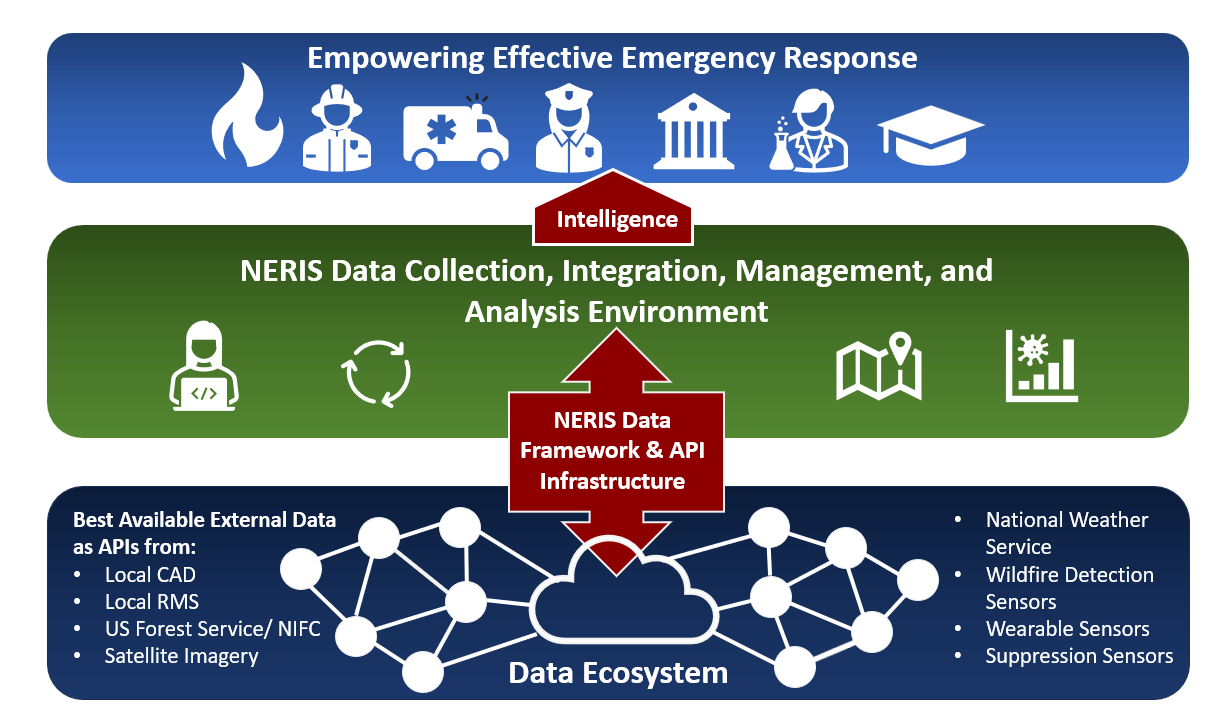 Empowering Effective Emergency Response
Intelligence
NERIS Data Collection, Integration, Management, and
Analysis Environment
</>
NERIS Data
Framework & API
Infrastructure
Best Available External Data
as APIs from:
• Local CAD
• Local RMS
• US Forest Service/ NIFC
• Satellite Imagery
• National Weather
Service
• Wildfire Detection
Sensors
• Wearable Sensors
• Suppression Sensors
Data Ecosystem